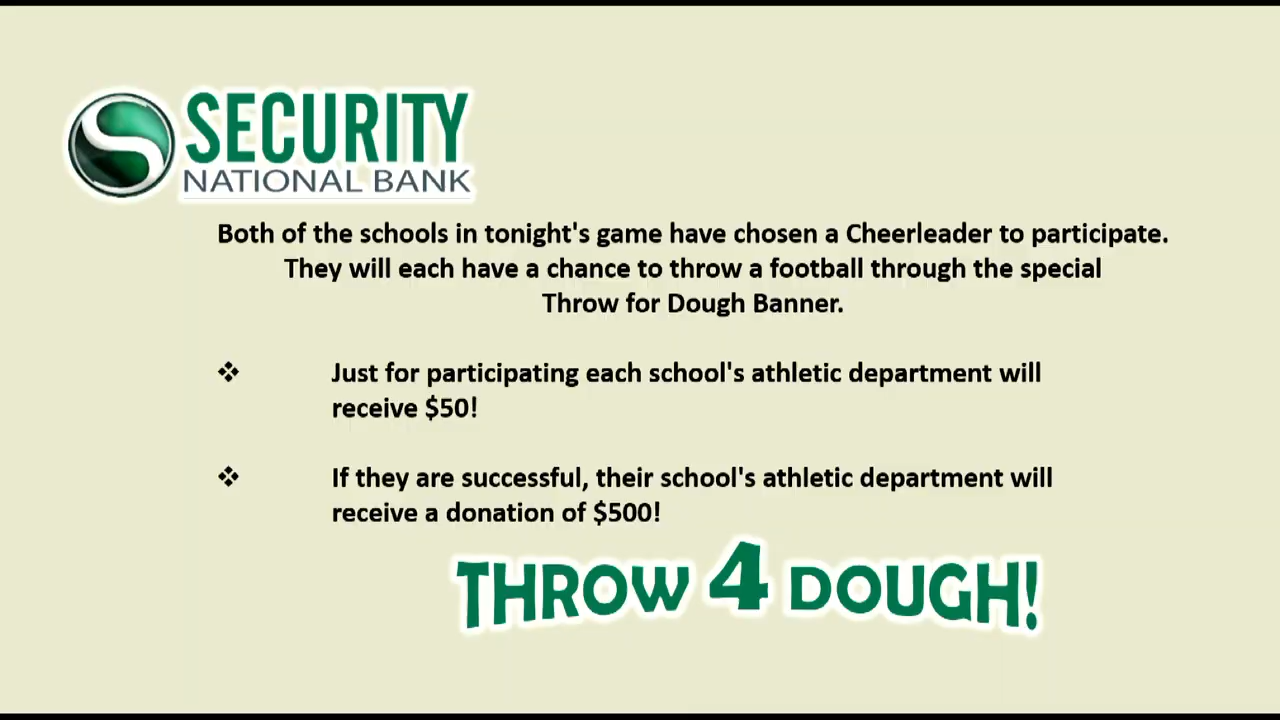 SECURITY
NATIONAL BANK
Both of the schools in tonight's game have chosen a Cheerleader to participate.
They will each have a chance to throw a football through the special
Throw for Dough Banner.
❖ Just for participating each school's athletic department will
receive $50!
❖ If they are successful, their school's athletic department will
receive a donation of $500!
THROW 4 DOUGH!